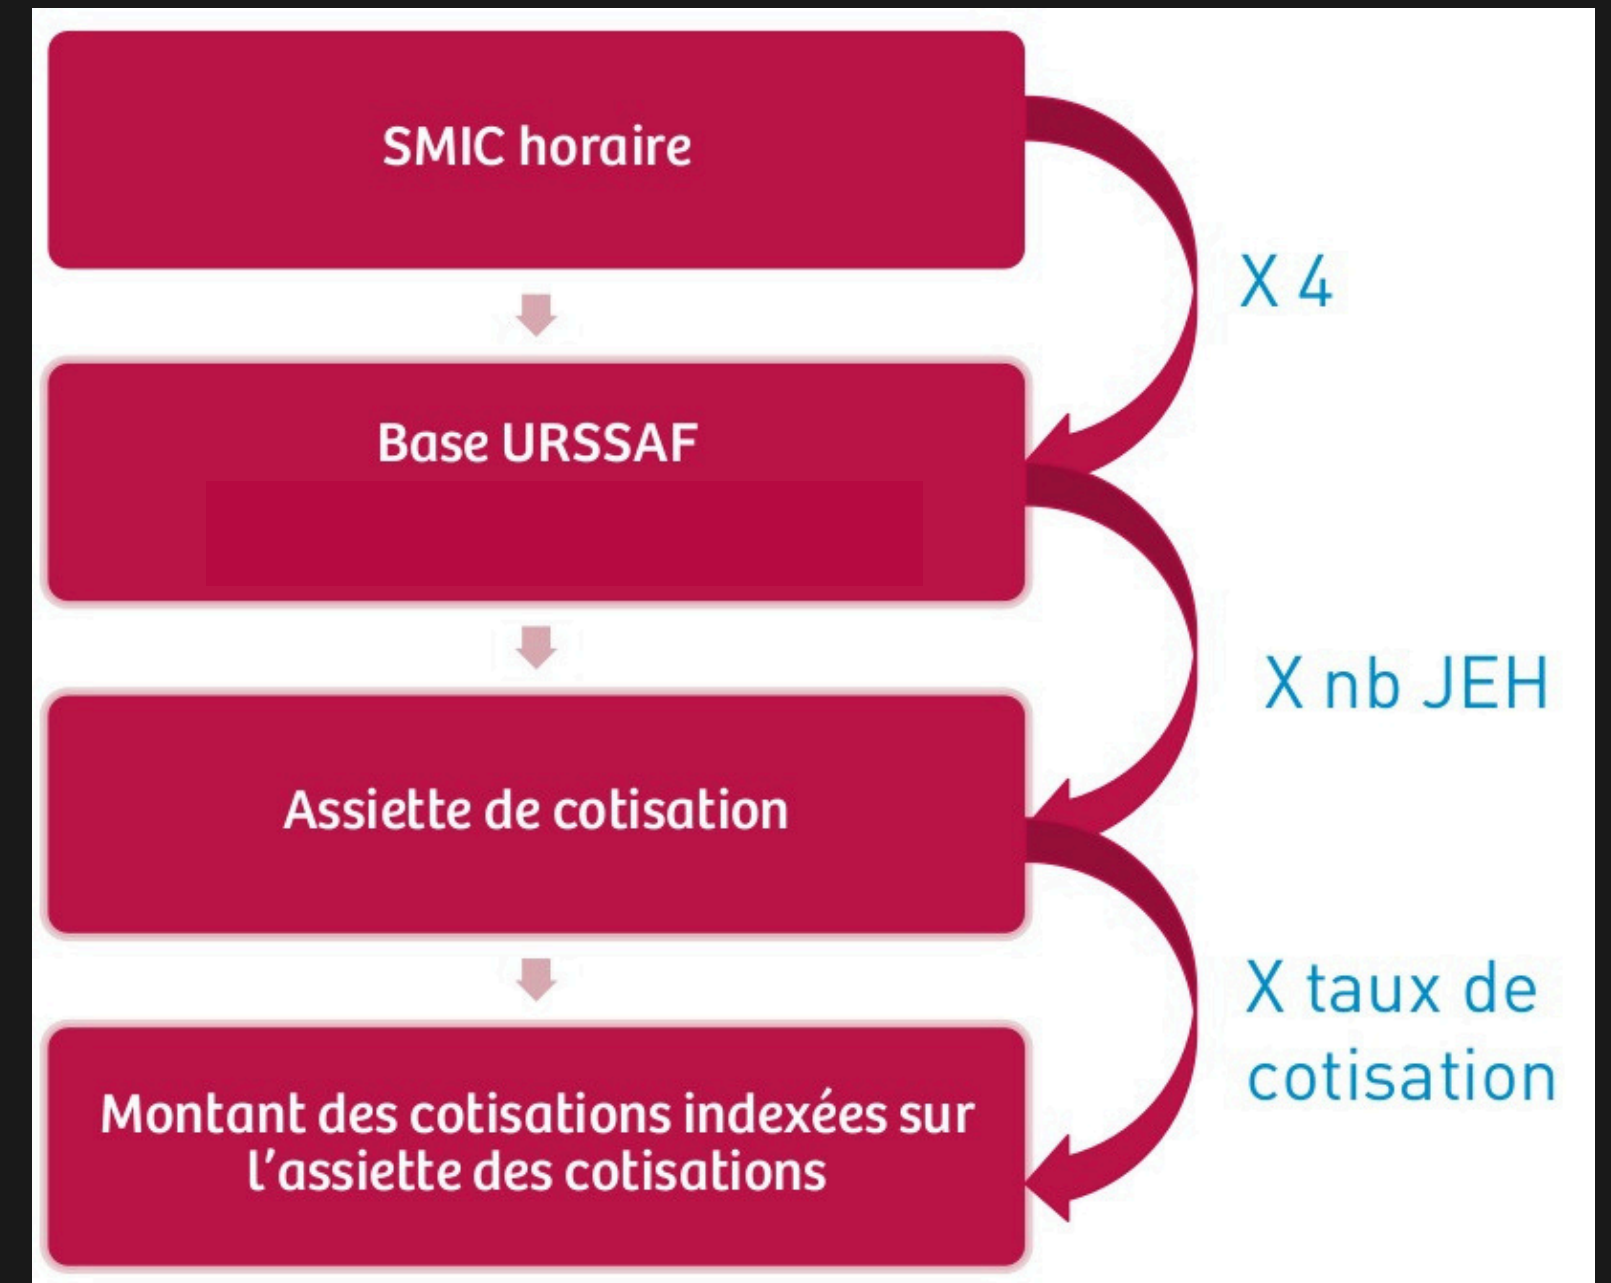 SMIC horaire
X 4
Base URSSAF
X nb JEH
Assiette de cotisation
X taux de
cotisation
Montant des cotisations indexées sur
l'assiette des cotisations